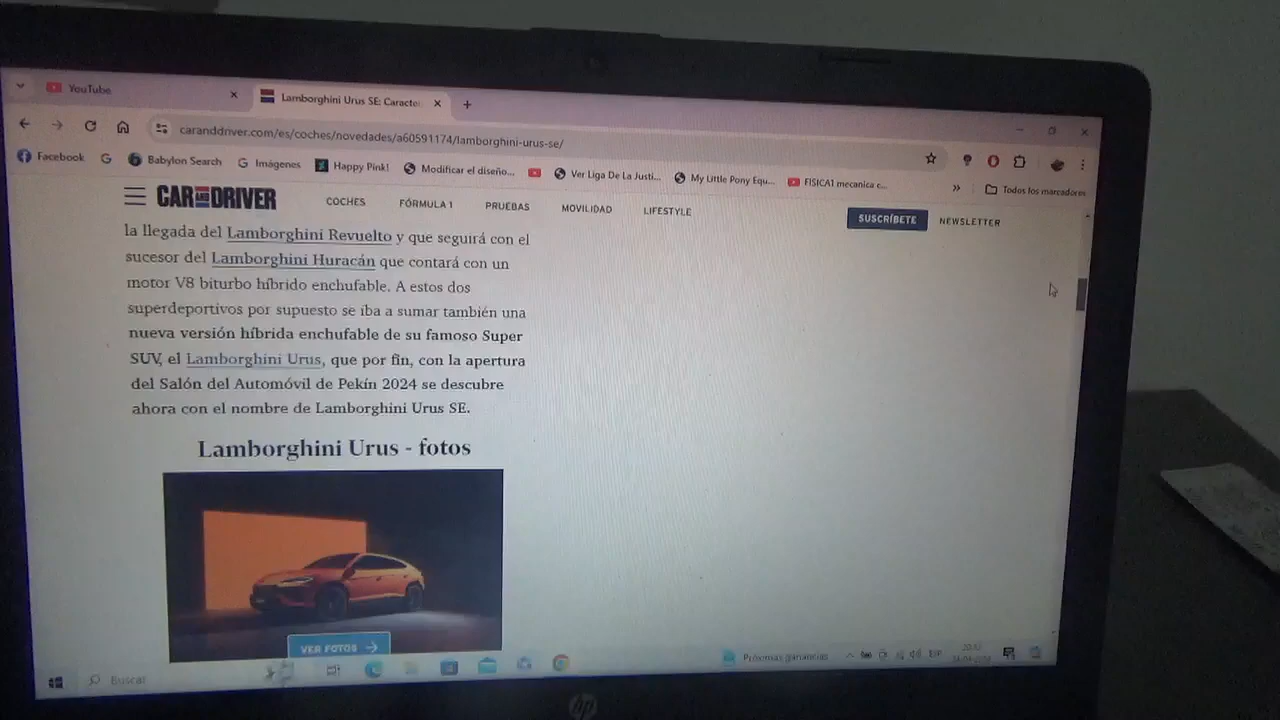 YouTube
Lamborghini Urus SE: Caracte
caranddriver.com/es/coches/novedades/a60591174/lamborghini-urus-se/
Facebook
Babylon Search
Imágenes
Happy Pink!
Modificar el diseño...
Ver Liga De La Justi...
My Little Pony Equ...
FISICA1 mecanica c...
Todos los marcadores
CAR AND DRIVER
COCHES
FÓRMULA 1
PRUEBAS
MOVILIDAD
LIFESTYLE
SUSCRÍBETE
NEWSLETTER
la llegada del Lamborghini Revuelto y que seguirá con el
sucesor del Lamborghini Huracán que contará con un
motor V8 biturbo híbrido enchufable. A estos dos
superdeportivos por supuesto se iba a sumar también una
nueva versión híbrida enchufable de su famoso Super
SUV, el Lamborghini Urus, que por fin, con la apertura
del Salón del Automóvil de Pekín 2024 se descubre
ahora con el nombre de Lamborghini Urus SE.
Lamborghini Urus - fotos
VER FOTOS
Buscar
Próximas ganancias
ESP
hp